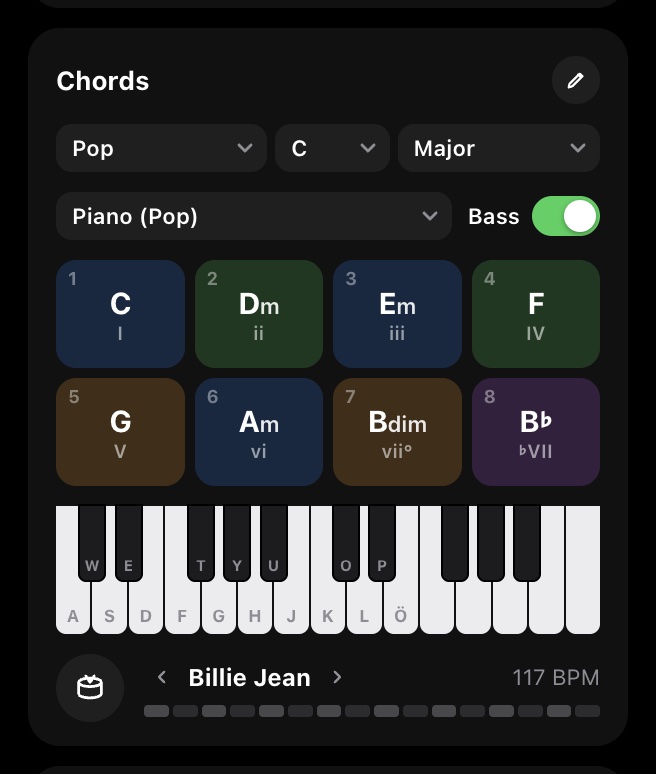 Chords
Pop C Major
Piano (Pop) Bass
1 2 3 4
C Dm Em F
I ii iii IV
5 6 7 8
G Am Bdim B♭
V vi vii° ♭VII
W E T Y U O P
A S D F G H J K L Ö
Billie Jean 117 BPM